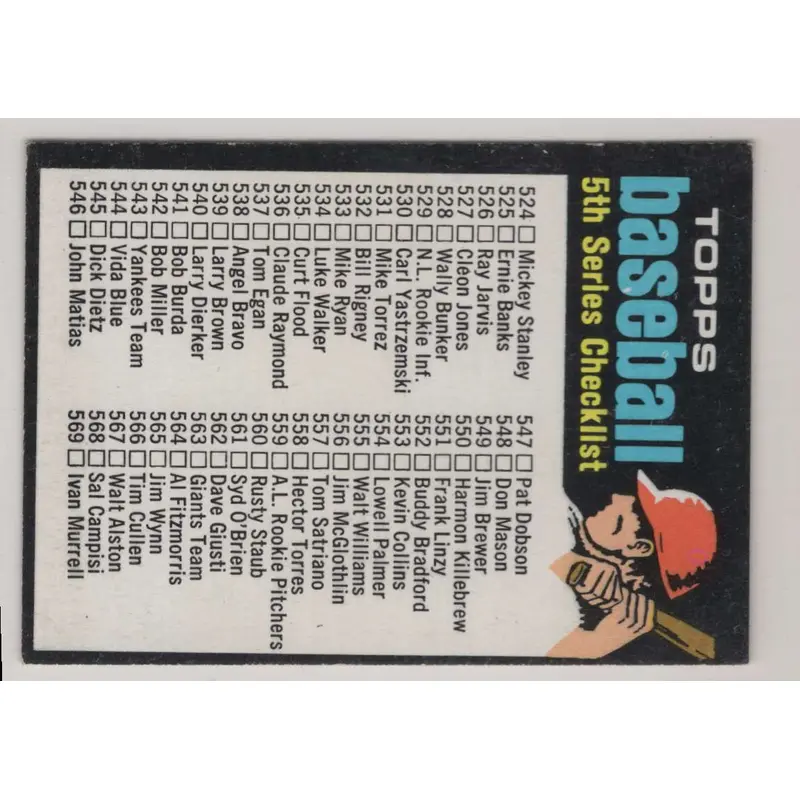 TOPPS
baseball
5th Series Checklist
524 □ Mickey Stanley
525 □ Ernie Banks
526 □ Ray Jarvis
527 □ Cléon Jones
528 □ Wally Bunker
529 □ N.L. Rookie Inf.
530 □ Carl Yastrzemski
531 □ Mike Torrez
532 □ Bill Rigney
533 □ Mike Ryan
534 □ Luke Walker
535 □ Curt Flood
536 □ Claude Raymond
537 □ Tom Egan
538 □ Angel Bravo
539 □ Larry Brown
540 □ Larry Dierker
541 □ Bob Burda
542 □ Bob Miller
543 □ Yankees Team
544 □ Vida Blue
545 □ Dick Dietz
546 □ John Matias
547 □ Pat Dobson
548 □ Don Mason
549 □ Jim Brewer
550 □ Harmon Killebrew
551 □ Frank Linzy
552 □ Buddy Bradford
553 □ Kevin Collins
554 □ Lowell Palmer
555 □ Walt Williams
556 □ Jim McGlothlin
557 □ Tom Satriano
558 □ Hector Torres
559 □ A.L. Rookie Pitchers
560 □ Rusty Staub
561 □ Syd O'Brien
562 □ Dave Giusti
563 □ Giants Team
564 □ Al Fitzmorris
565 □ Jim Wynn
566 □ Tim Cullen
567 □ Walt Alston
568 □ Sal Campisi
569 □ Ivan Murrell